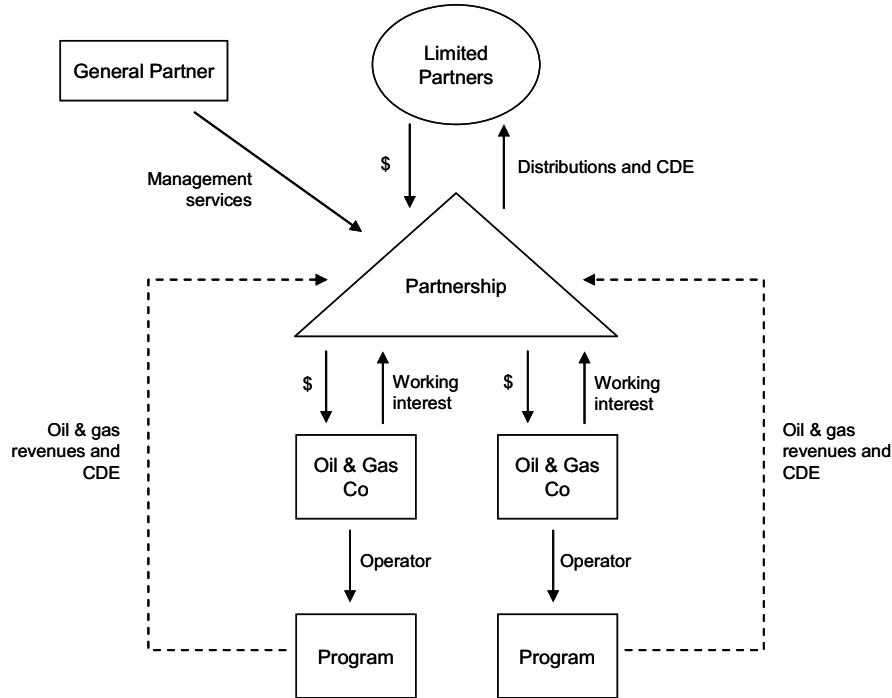 General Partner
Limited
Partners
$
Distributions and CDE
Management
services
Partnership
$
Working
interest
$
Working
interest
Oil & gas
revenues and
CDE
Oil & gas
revenues and
CDE
Oil & Gas
Co
Oil & Gas
Co
Operator
Operator
Program
Program